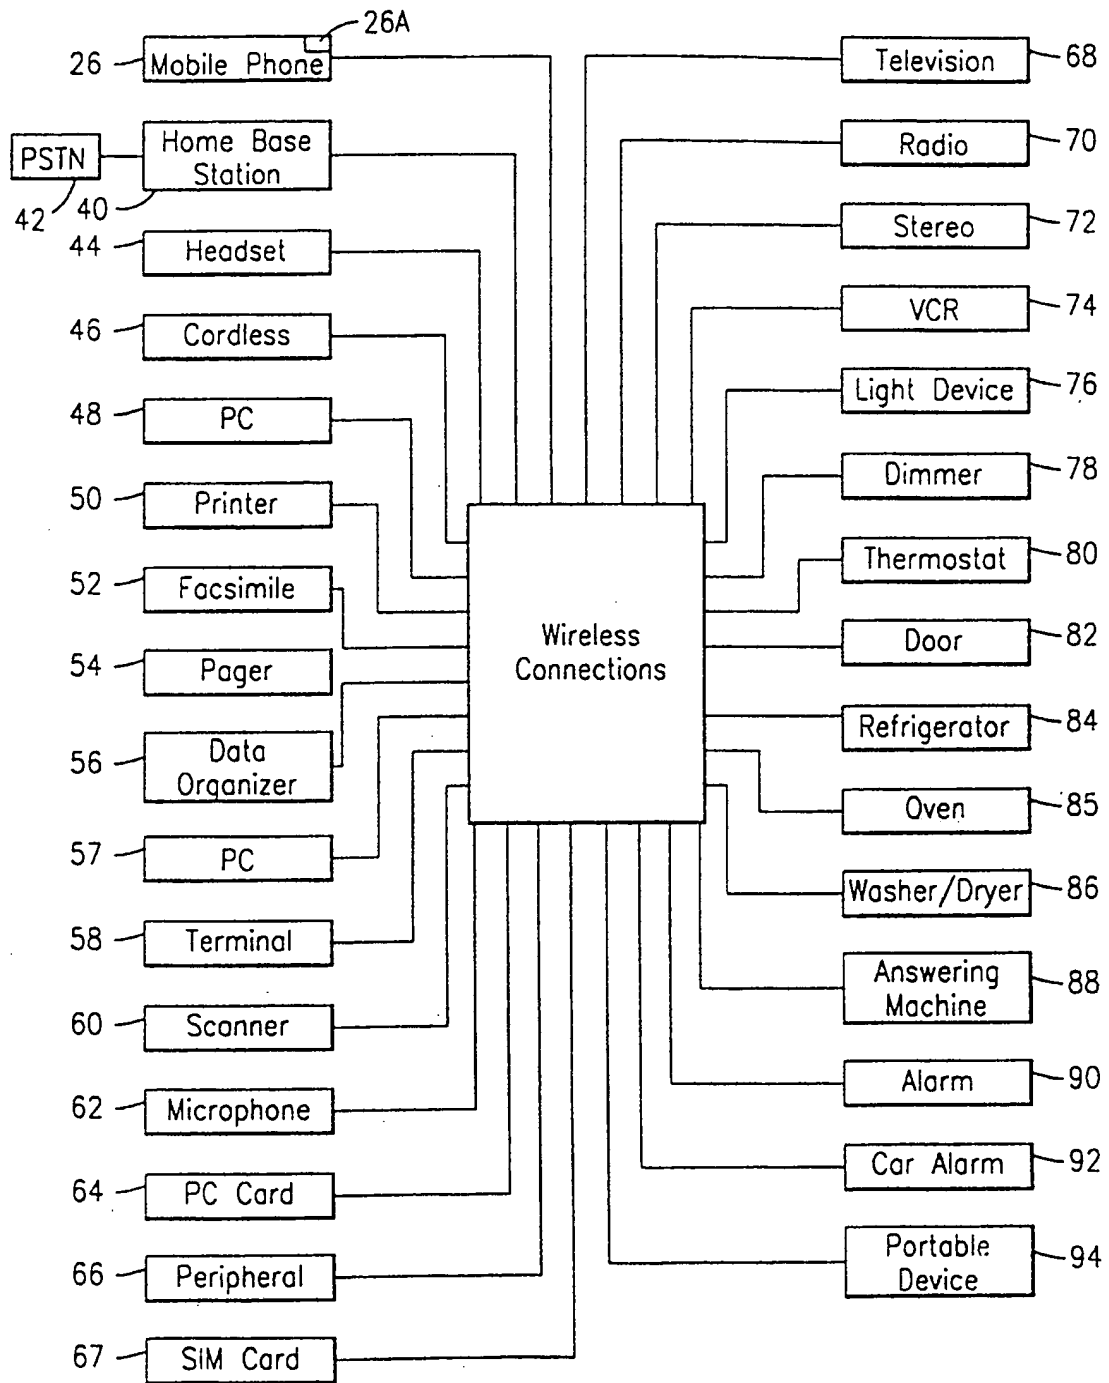 26A
26 Mobile Phone
PSTN
42
Home Base
Station
40
44 Headset
46 Cordless
48 PC
50 Printer
52 Facsimile
54 Pager
56 Data
Organizer
57 PC
58 Terminal
60 Scanner
62 Microphone
64 PC Card
66 Peripheral
67 SIM Card
Wireless
Connections
Television 68
Radio 70
Stereo 72
VCR 74
Light Device 76
Dimmer 78
Thermostat 80
Door 82
Refrigerator 84
Oven 85
Washer/Dryer 86
Answering
Machine 88
Alarm 90
Car Alarm 92
Portable
Device 94